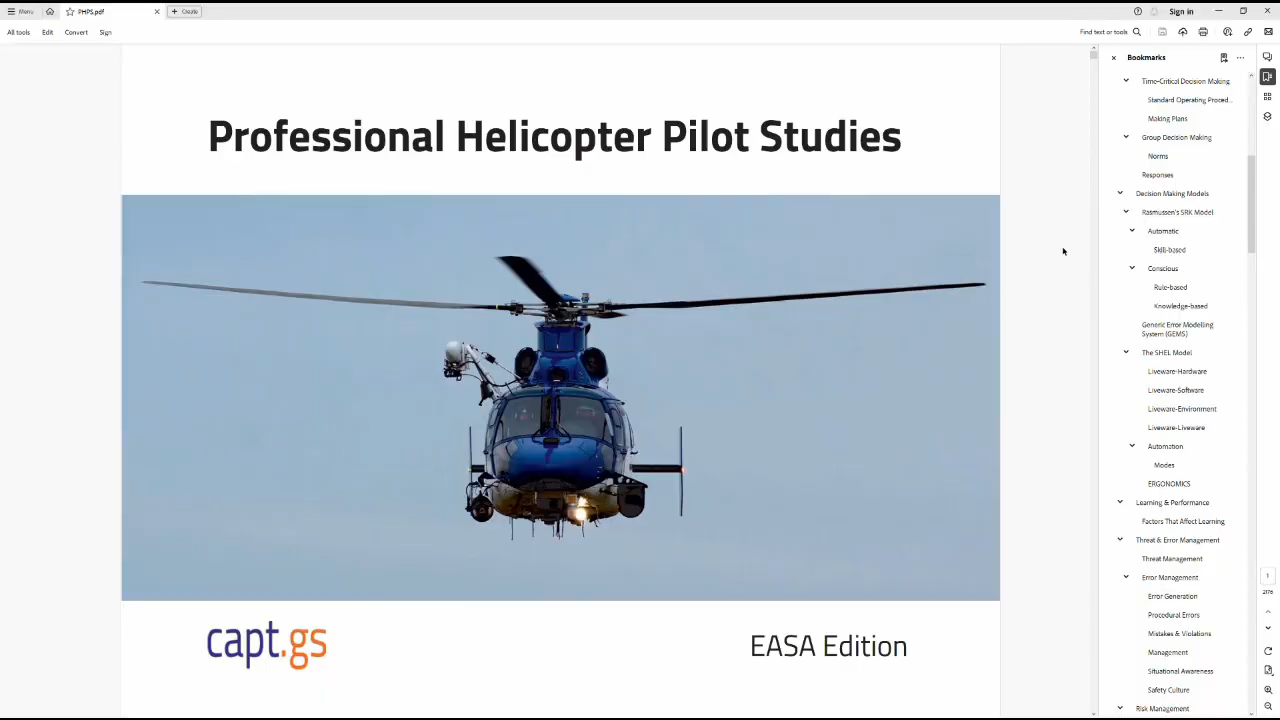 Menu
PHPS.pdf
Create
Sign in
All tools
Edit
Convert
Sign
Find text or tools
Professional Helicopter Pilot Studies
capt.gs
EASA Edition
Bookmarks
Time-Critical Decision Making
Standard Operating Proced...
Making Plans
Group Decision Making
Norms
Responses
Decision Making Models
Rasmussen's SRK Model
Automatic
Skill-based
Conscious
Rule-based
Knowledge-based
Generic Error Modelling
System (GEMS)
The SHEL Model
Liveware-Hardware
Liveware-Software
Liveware-Environment
Liveware-Liveware
Automation
Modes
ERGONOMICS
Learning & Performance
Factors That Affect Learning
Threat & Error Management
Threat Management
Error Management
Error Generation
Procedural Errors
Mistakes & Violations
Management
Situational Awareness
Safety Culture
Risk Management
1
2176